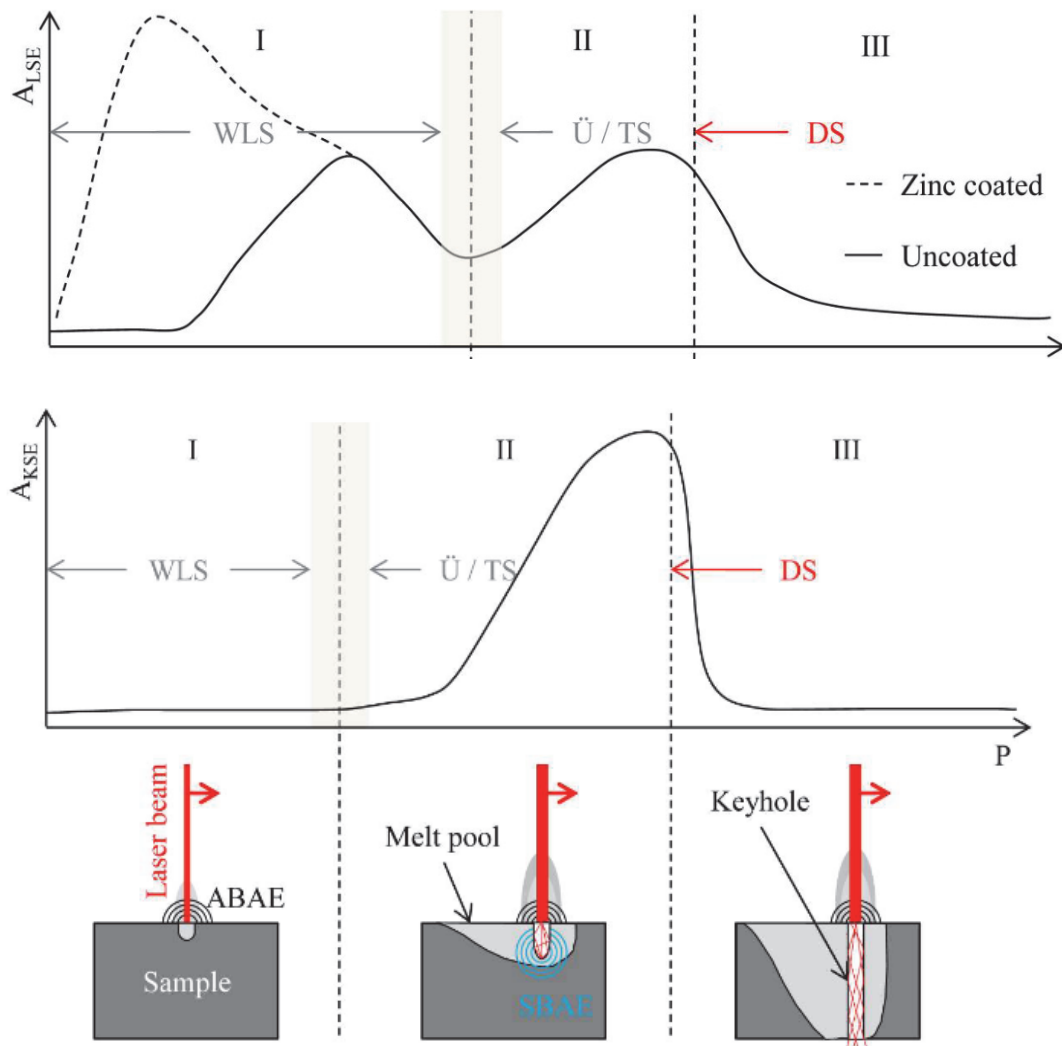 I II III
A_LSE
WLS Ü / TS DS
Zinc coated
Uncoated
I II III
A_KSE
WLS Ü / TS DS
P
Laser beam
ABAE
Sample
Melt pool
SBAE
Keyhole